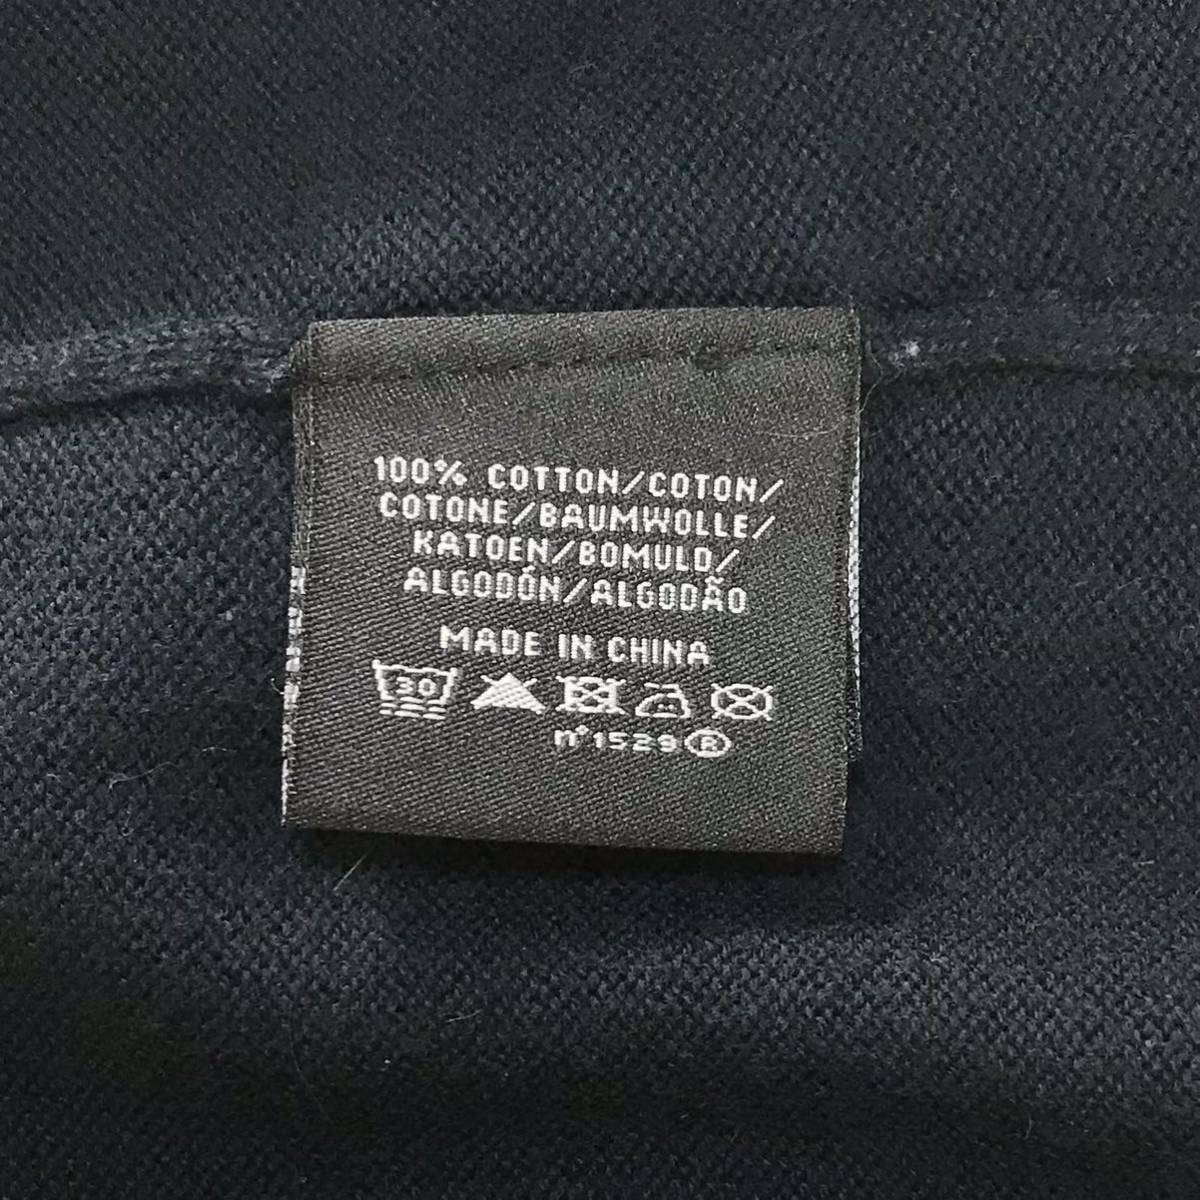 100% COTTON/COTON/
COTONE/BAUMWOLLE/
KATOEN/BOMULD/
ALGODÓN/ALGODÃO
MADE IN CHINA
30
n°1529®